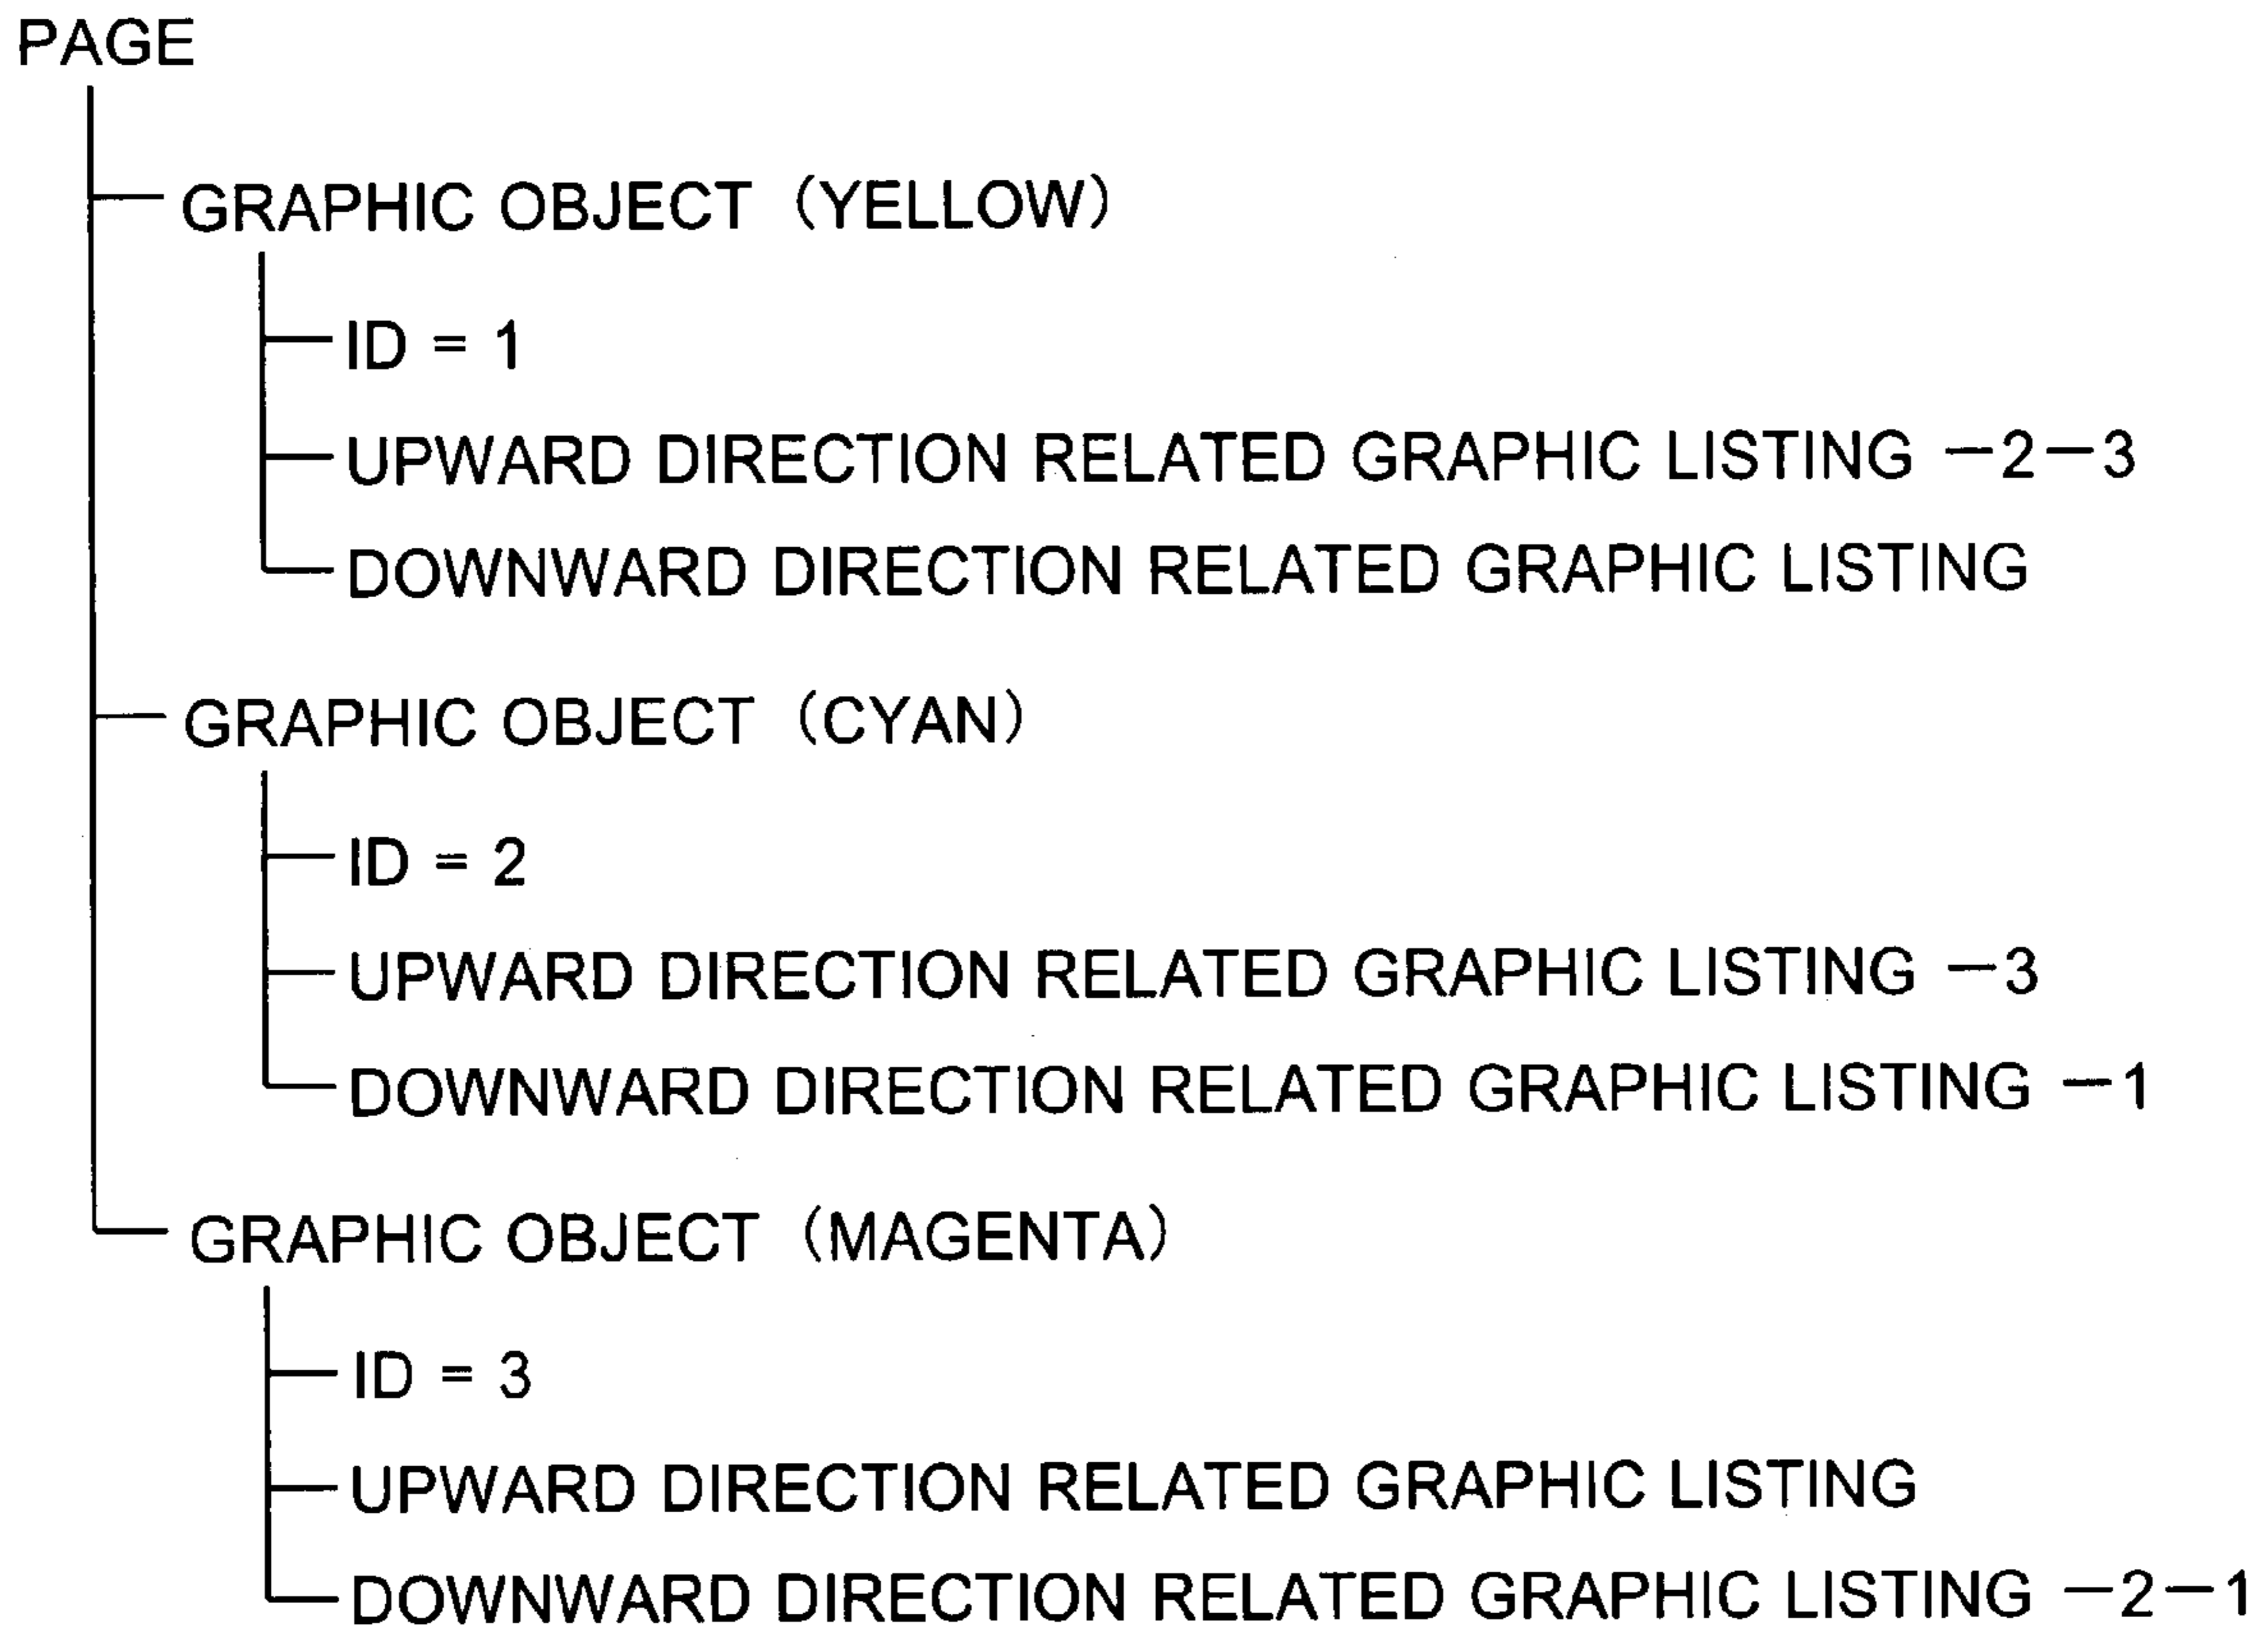 PAGE
GRAPHIC OBJECT (YELLOW)
ID = 1
UPWARD DIRECTION RELATED GRAPHIC LISTING －2－3
DOWNWARD DIRECTION RELATED GRAPHIC LISTING
GRAPHIC OBJECT (CYAN)
ID = 2
UPWARD DIRECTION RELATED GRAPHIC LISTING －3
DOWNWARD DIRECTION RELATED GRAPHIC LISTING －1
GRAPHIC OBJECT (MAGENTA)
ID = 3
UPWARD DIRECTION RELATED GRAPHIC LISTING
DOWNWARD DIRECTION RELATED GRAPHIC LISTING －2－1